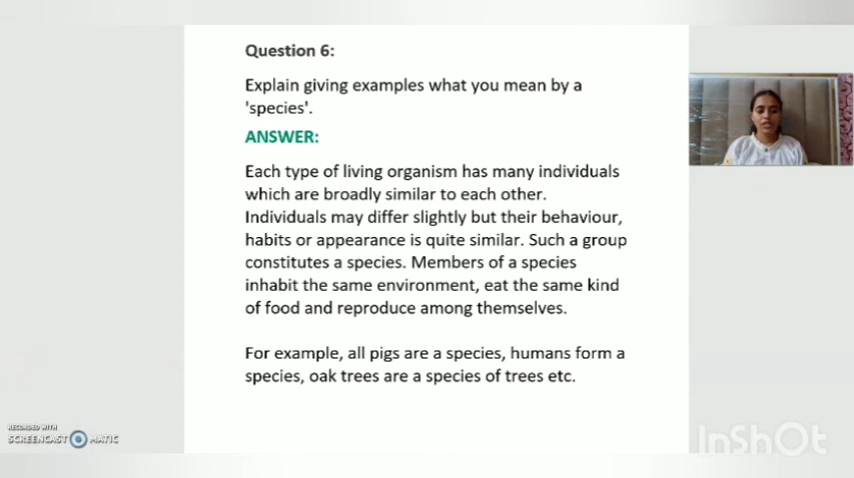 Question 6:
Explain giving examples what you mean by a
'species'.
ANSWER:
Each type of living organism has many individuals
which are broadly similar to each other.
Individuals may differ slightly but their behaviour,
habits or appearance is quite similar. Such a group
constitutes a species. Members of a species
inhabit the same environment, eat the same kind
of food and reproduce among themselves.
For example, all pigs are a species, humans form a
species, oak trees are a species of trees etc.
RECORDED WITH
SCREENCAST MATIC
InShOt